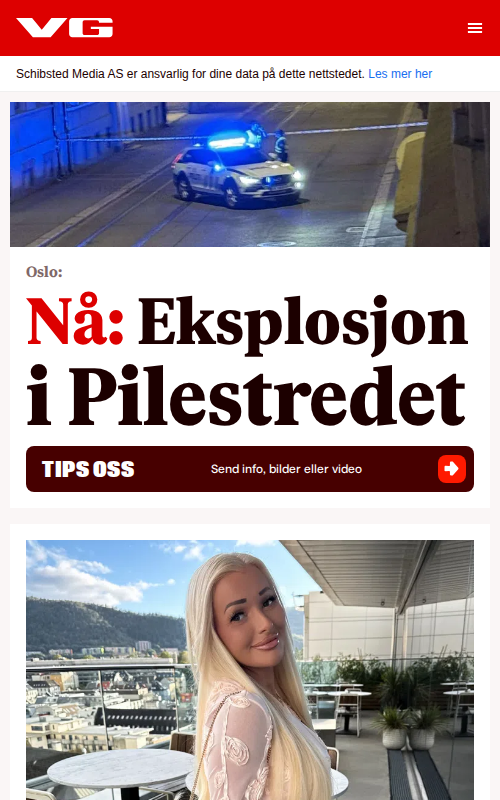 VG
Schibsted Media AS er ansvarlig for dine data på dette nettstedet. Les mer her
Oslo:
Nå: Eksplosjon
i Pilestredet
TIPS OSS Send info, bilder eller video